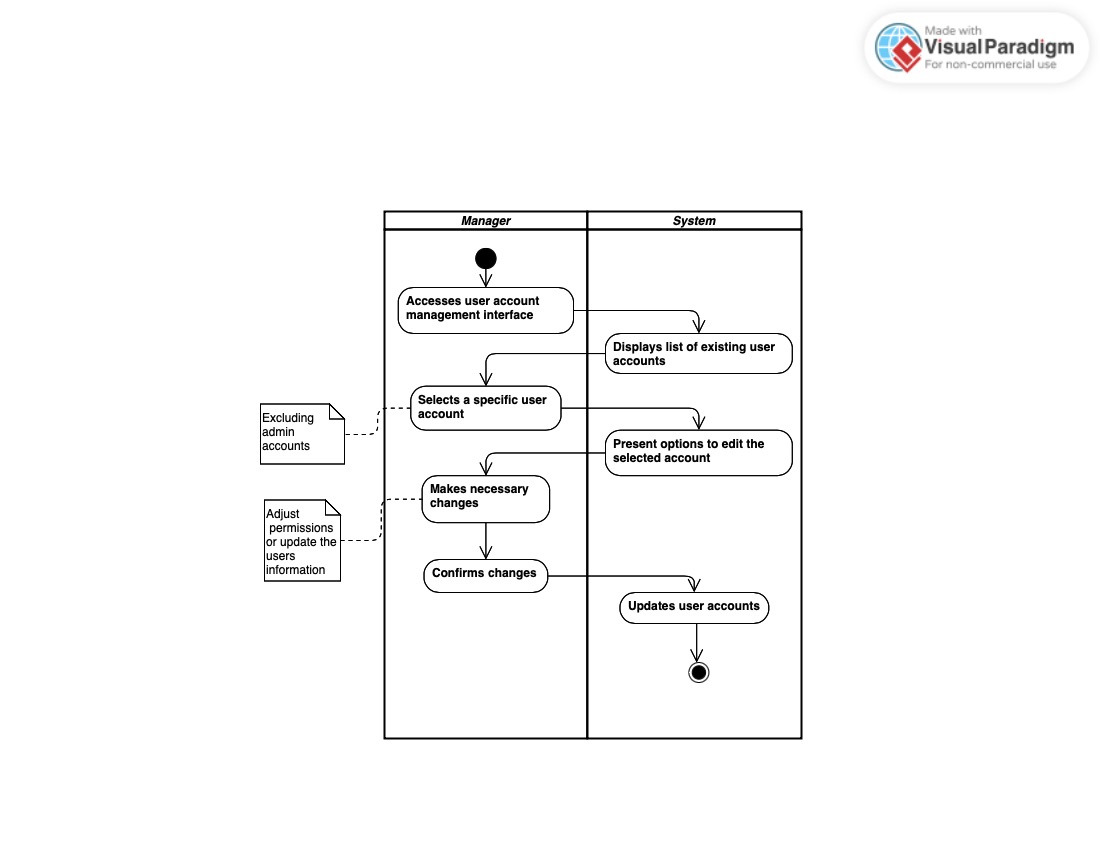 Made with
Visual Paradigm
For non-commercial use
Manager
System
Accesses user account
management interface
Displays list of existing user
accounts
Selects a specific user
account
Excluding
admin
accounts
Present options to edit the
selected account
Makes necessary
changes
Adjust
permissions
or update the
users
information
Confirms changes
Updates user accounts